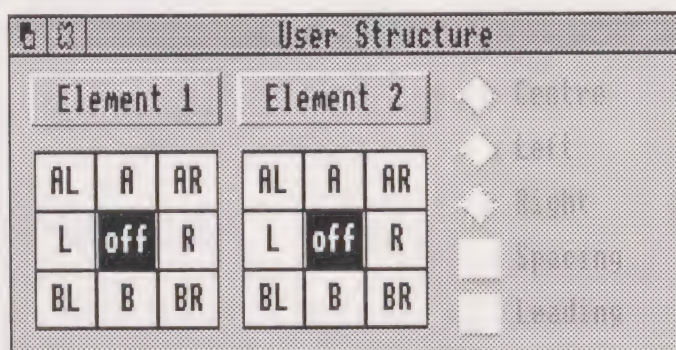 User Structure
Element 1 Element 2 Centre
Left
AL A AR AL A AR
Right
L off R L off R
Spacing
BL B BR BL B BR
Leading